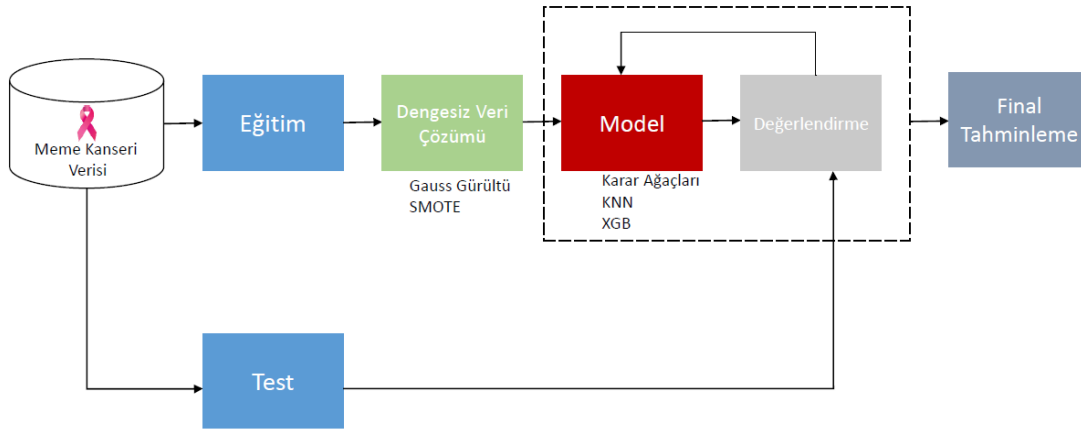 Meme Kanseri
Verisi
Eğitim
Dengesiz Veri
Çözümü
Gauss Gürültü
SMOTE
Model
Karar Ağaçları
KNN
XGB
Değerlendirme
Final
Tahminleme
Test